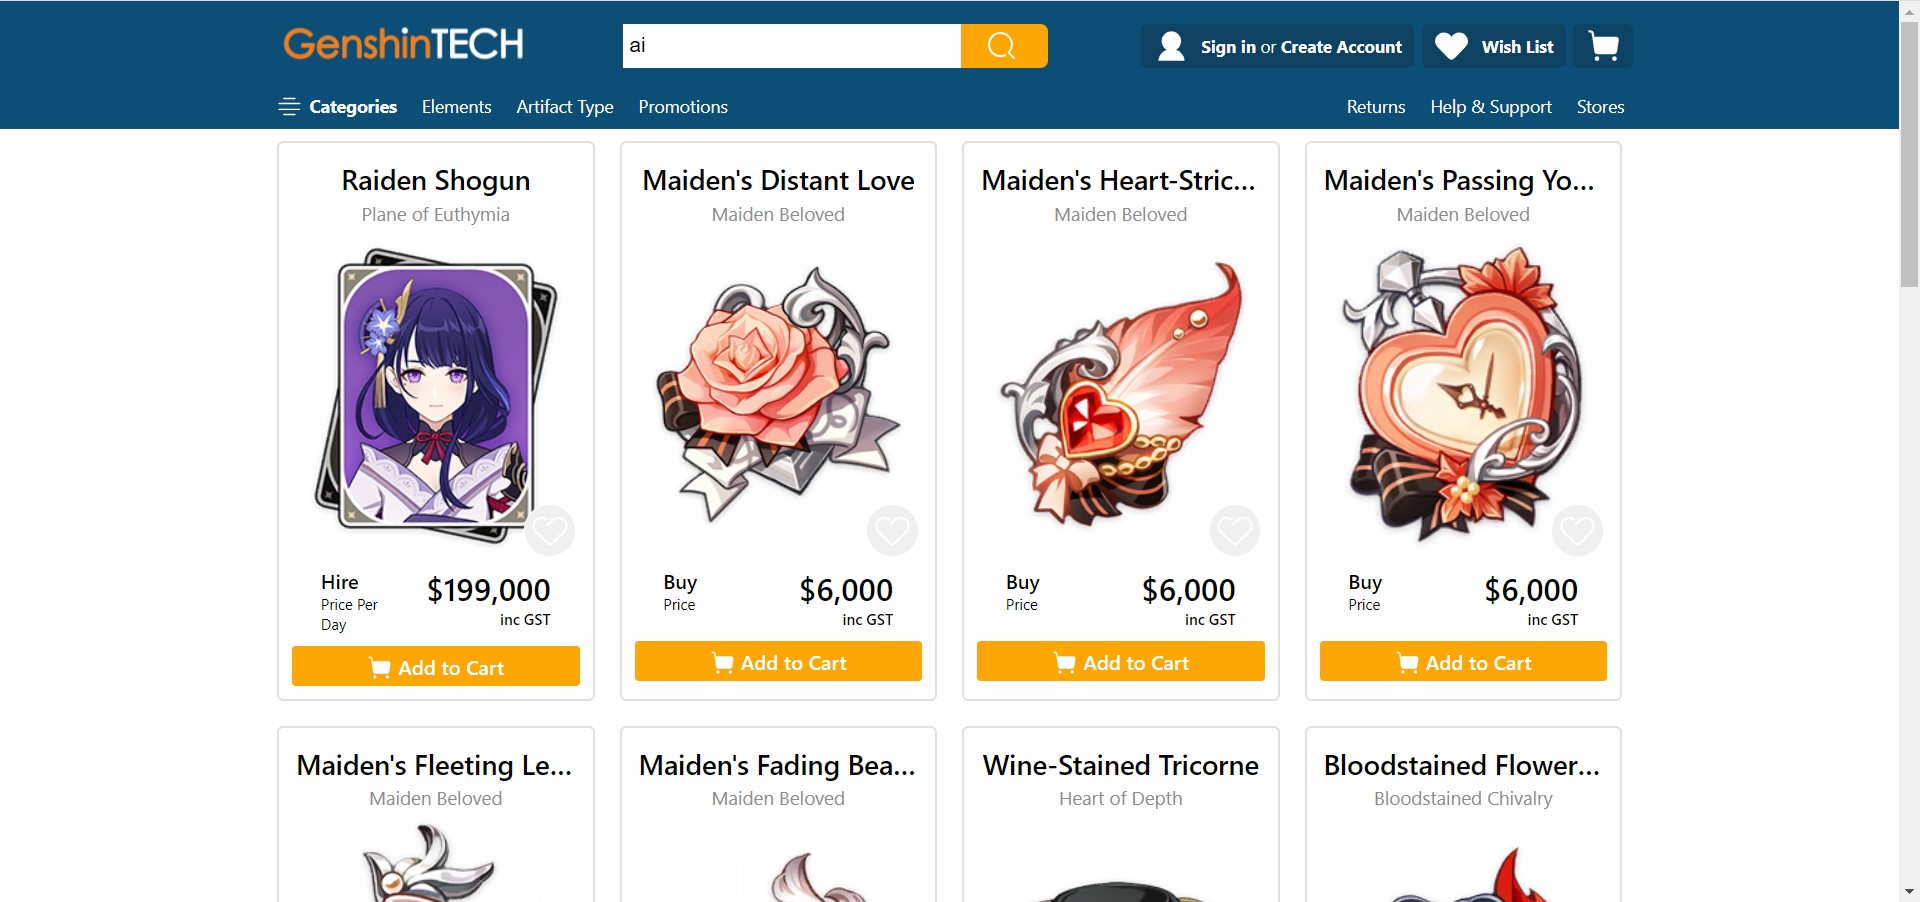 GenshinTECH
ai
Sign in or Create Account
Wish List
Categories
Elements
Artifact Type
Promotions
Returns
Help & Support
Stores
Raiden Shogun
Plane of Euthymia
Hire
Price Per
Day
$199,000
inc GST
Add to Cart
Maiden's Distant Love
Maiden Beloved
Buy
Price
$6,000
inc GST
Add to Cart
Maiden's Heart-Stric...
Maiden Beloved
Buy
Price
$6,000
inc GST
Add to Cart
Maiden's Passing Yo...
Maiden Beloved
Buy
Price
$6,000
inc GST
Add to Cart
Maiden's Fleeting Le...
Maiden Beloved
Maiden's Fading Bea...
Maiden Beloved
Wine-Stained Tricorne
Heart of Depth
Bloodstained Flower...
Bloodstained Chivalry